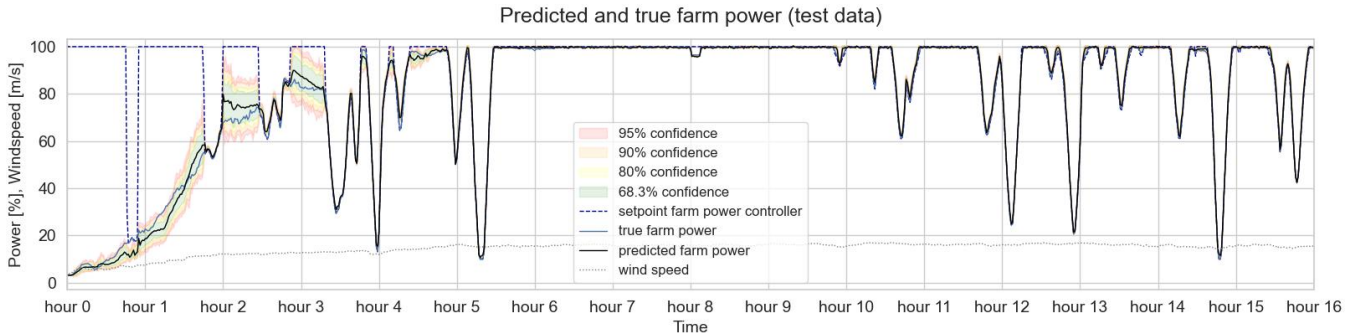 Predicted and true farm power (test data)
Power [%], Windspeed [m/s]
100
80
60
40
20
0
95% confidence
90% confidence
80% confidence
68.3% confidence
setpoint farm power controller
true farm power
predicted farm power
wind speed
hour 0 hour 1 hour 2 hour 3 hour 4 hour 5 hour 6 hour 7 hour 8 hour 9 hour 10 hour 11 hour 12 hour 13 hour 14 hour 15 hour 16
Time